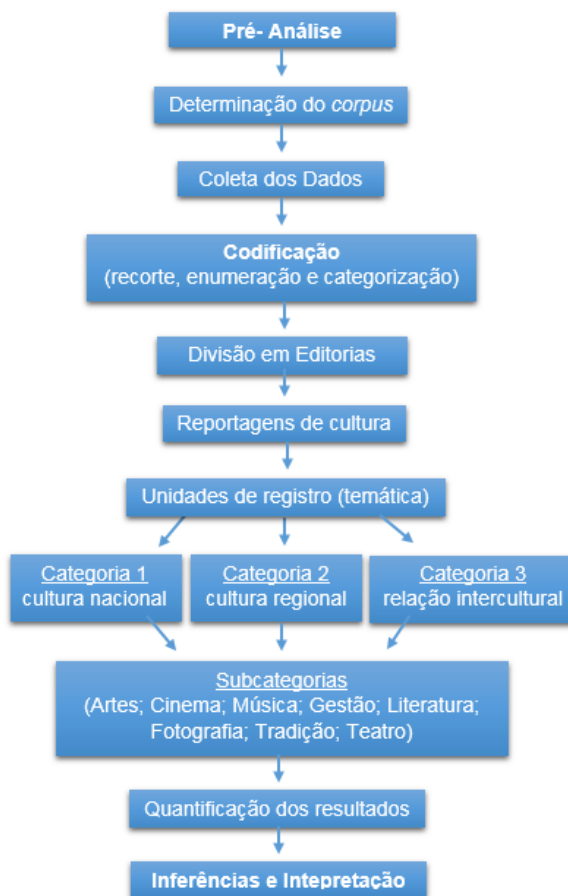 Pré- Análise
Determinação do corpus
Coleta dos Dados
Codificação
(recorte, enumeração e categorização)
Divisão em Editorias
Reportagens de cultura
Unidades de registro (temática)
Categoria 1
cultura nacional
Categoria 2
cultura regional
Categoria 3
relação intercultural
Subcategorias
(Artes; Cinema; Música; Gestão; Literatura;
Fotografia; Tradição; Teatro)
Quantificação dos resultados
Inferências e Intepretação